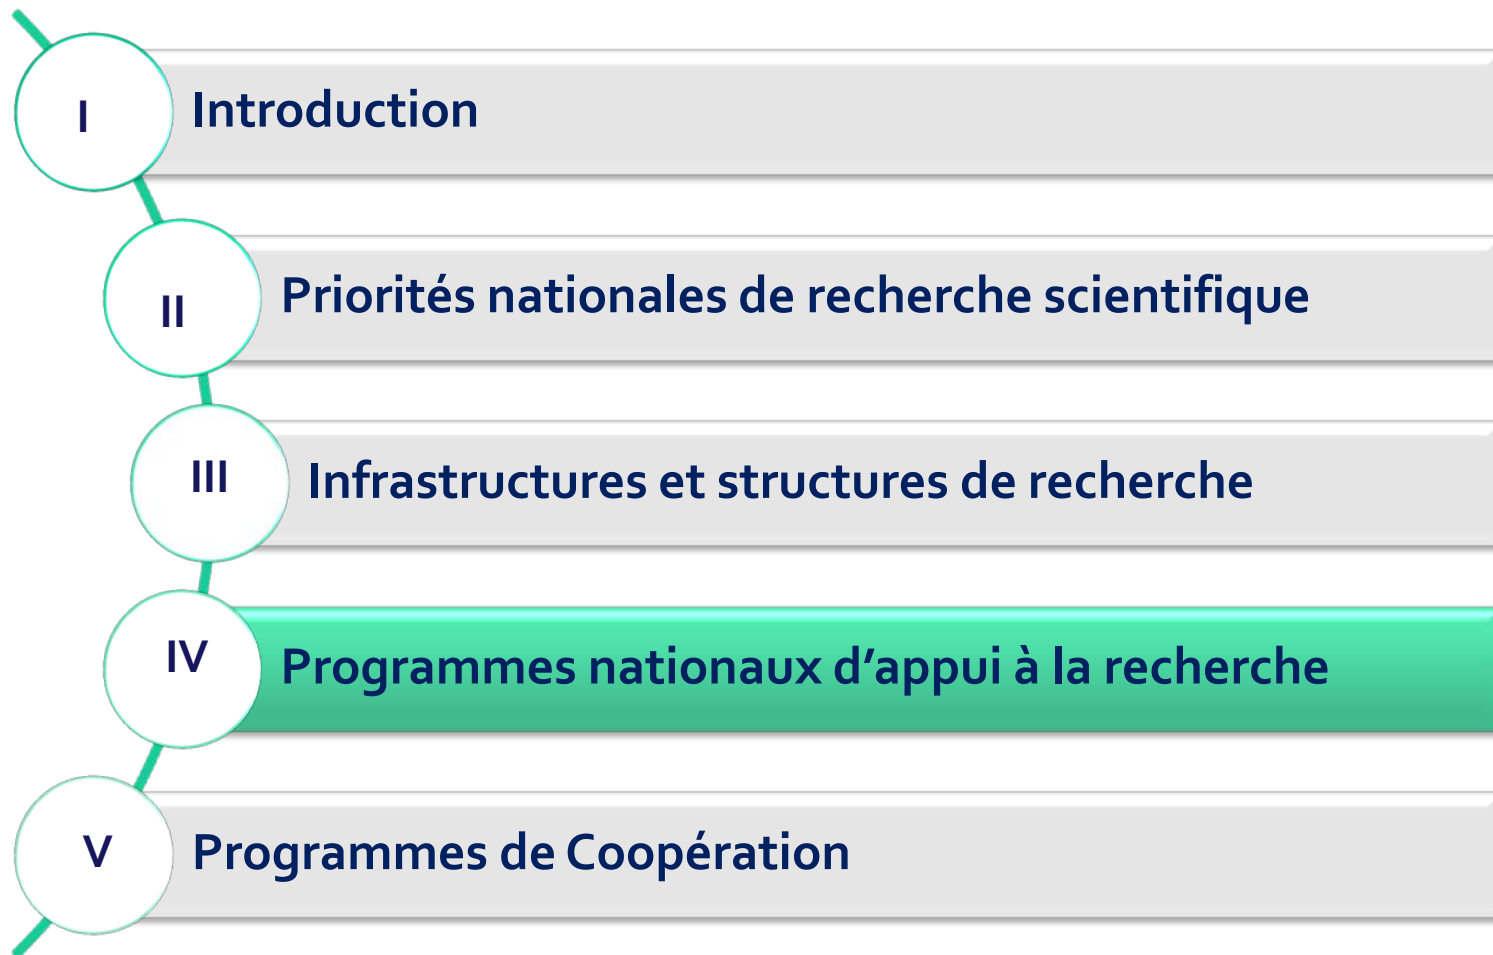 I Introduction
II Priorités nationales de recherche scientifique
III Infrastructures et structures de recherche
IV Programmes nationaux d’appui à la recherche
V Programmes de Coopération